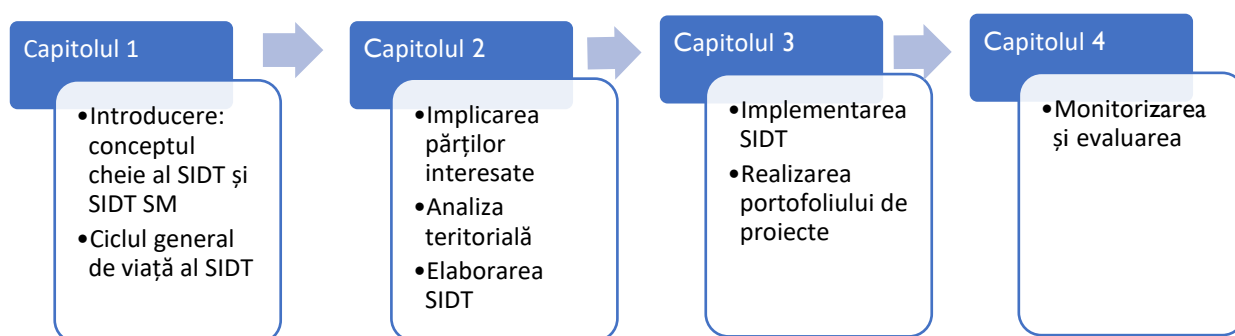 Capitolul 1
•Introducere:
conceptul
cheie al SIDT și
SIDT SM
•Ciclul general
de viață al SIDT
Capitolul 2
•Implicarea
părților
interesate
•Analiza
teritorială
•Elaborarea
SIDT
Capitolul 3
•Implementarea
SIDT
•Realizarea
portofoliului de
proiecte
Capitolul 4
•Monitorizarea
și evaluarea